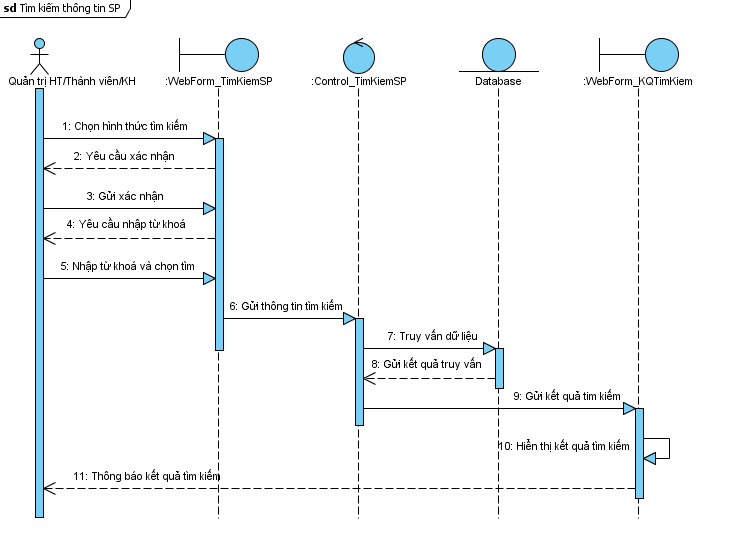 sd Tìm kiếm thông tin SP
Quản trị HT/Thành viên/KH
:WebForm_TimKiemSP
:Control_TimKiemSP
Database
:WebForm_KQTimKiem
1: Chọn hình thức tìm kiếm
2: Yêu cầu xác nhận
3: Gửi xác nhận
4: Yêu cầu nhập từ khoá
5: Nhập từ khoá và chọn tìm
6: Gửi thông tin tìm kiếm
7: Truy vấn dữ liệu
8: Gửi kết quả truy vấn
9: Gửi kết quả tìm kiếm
10: Hiển thị kết quả tìm kiếm
11: Thông báo kết quả tìm kiếm